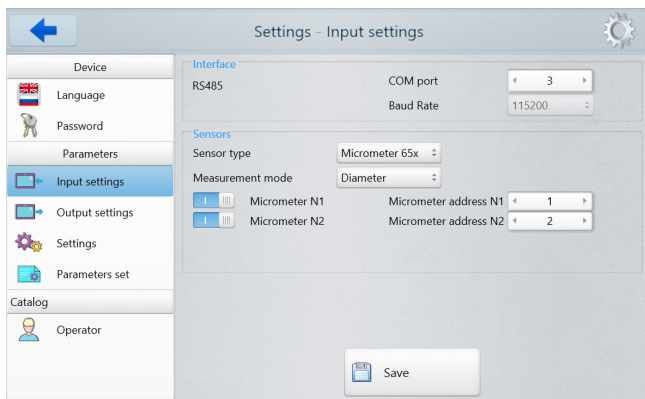 Settings - Input settings
Device
Language
Password
Parameters
Input settings
Output settings
Settings
Parameters set
Catalog
Operator
Interface
RS485
COM port 3
Baud Rate 115200
Sensors
Sensor type Micrometer 65x
Measurement mode Diameter
I Micrometer N1 Micrometer address N1 1
I Micrometer N2 Micrometer address N2 2
Save